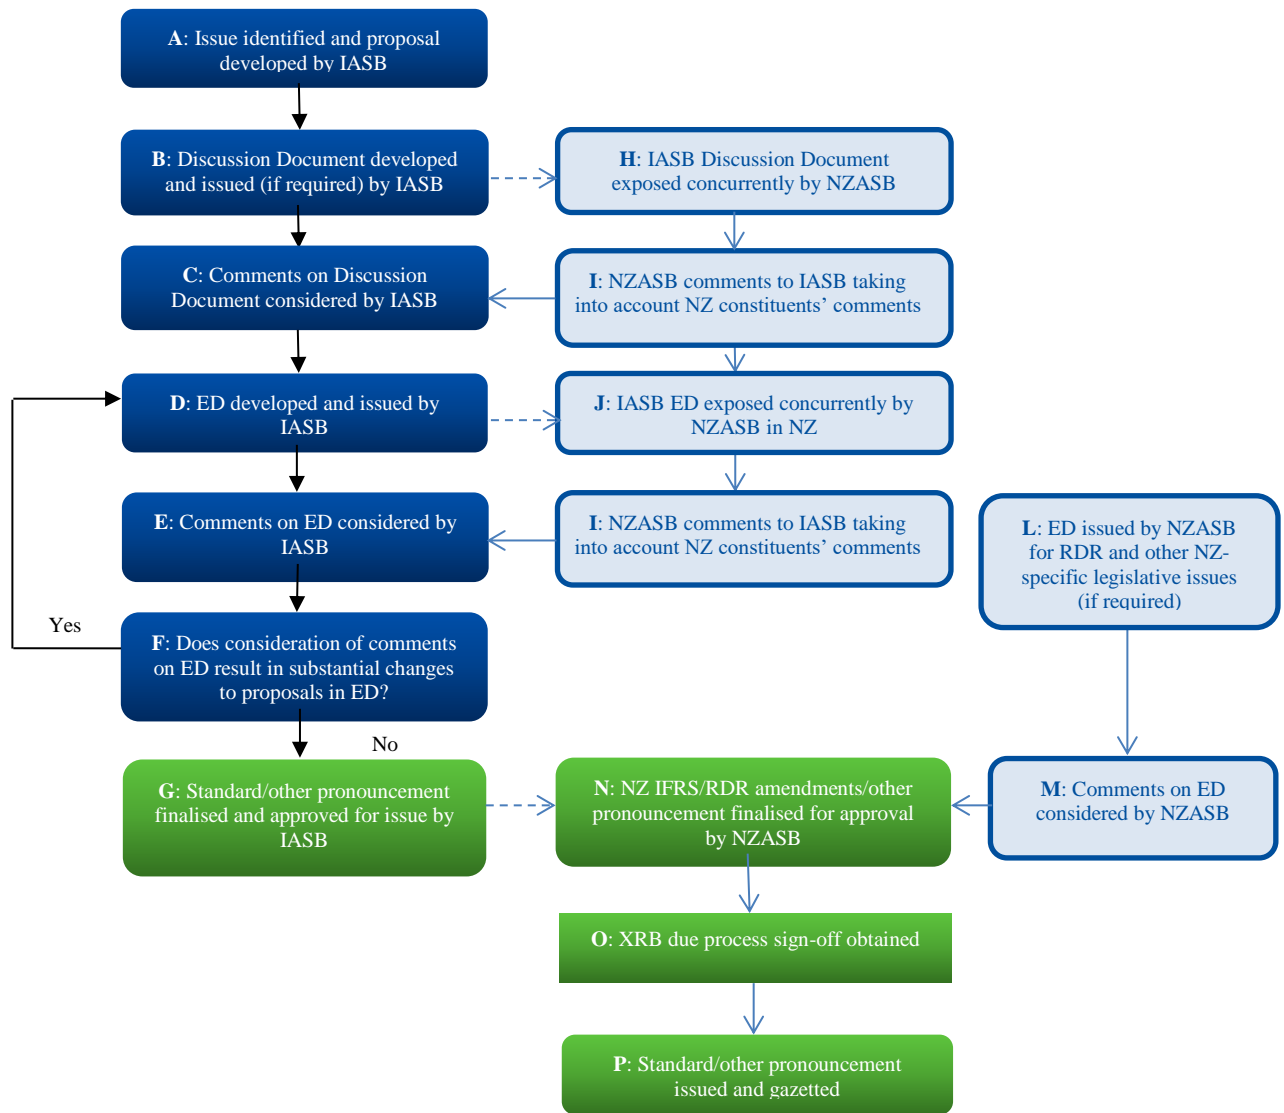 A: Issue identified and proposal
developed by IASB
B: Discussion Document developed
and issued (if required) by IASB
H: IASB Discussion Document
exposed concurrently by NZASB
C: Comments on Discussion
Document considered by IASB
I: NZASB comments to IASB taking
into account NZ constituents’ comments
D: ED developed and issued by
IASB
J: IASB ED exposed concurrently by
NZASB in NZ
E: Comments on ED considered by
IASB
I: NZASB comments to IASB taking
into account NZ constituents’ comments
L: ED issued by NZASB
for RDR and other NZ-
specific legislative issues
(if required)
Yes
F: Does consideration of comments
on ED result in substantial changes
to proposals in ED?
No
G: Standard/other pronouncement
finalised and approved for issue by
IASB
N: NZ IFRS/RDR amendments/other
pronouncement finalised for approval
by NZASB
M: Comments on ED
considered by NZASB
O: XRB due process sign-off obtained
P: Standard/other pronouncement
issued and gazetted